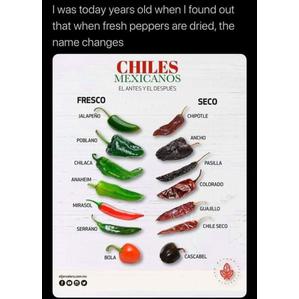 I was today years old when I found out
that when fresh peppers are dried, the
name changes
CHILES
MEXICANOS
EL ANTES Y EL DESPUÉS
FRESCO SECO
JALAPEÑO CHIPOTLE
POBLANO ANCHO
CHILACA PASILLA
ANAHEIM COLORADO
MIRASOL GUAJILLO
SERRANO CHILE SECO
BOLA CASCABEL